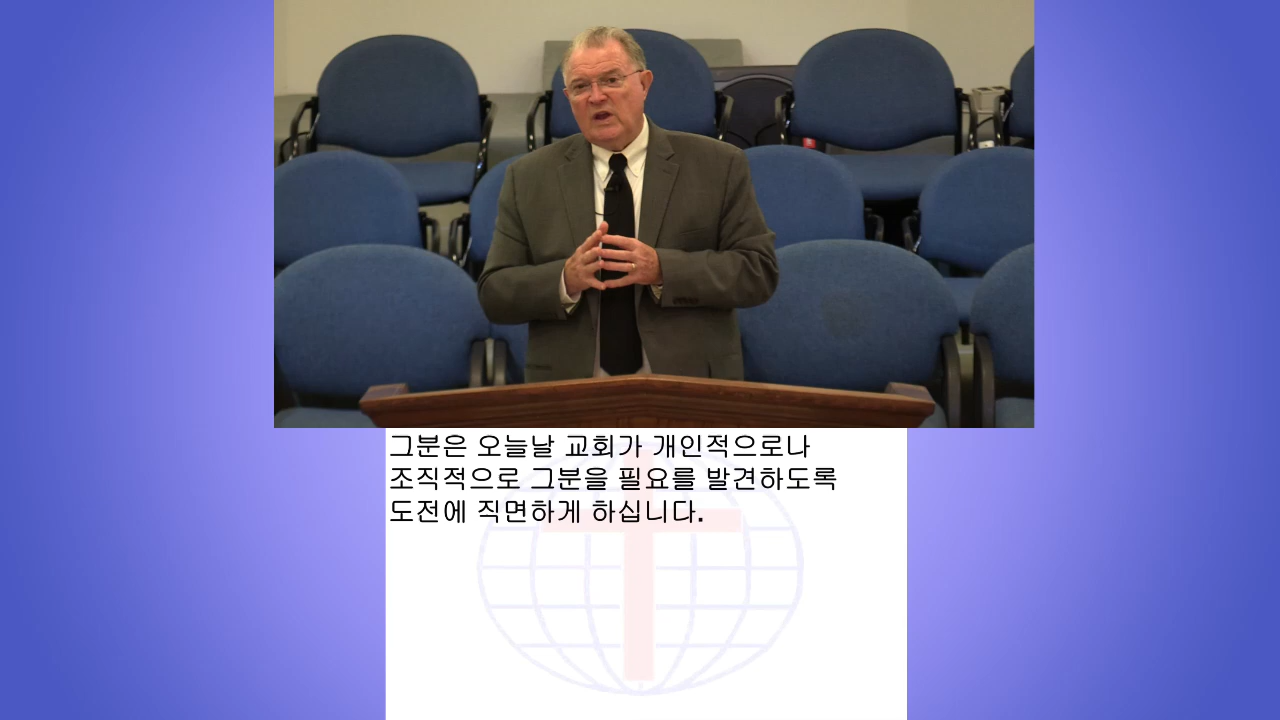 그분은 오늘날 교회가 개인적으로나
조직적으로 그분을 필요를 발견하도록
도전에 직면하게 하십니다.